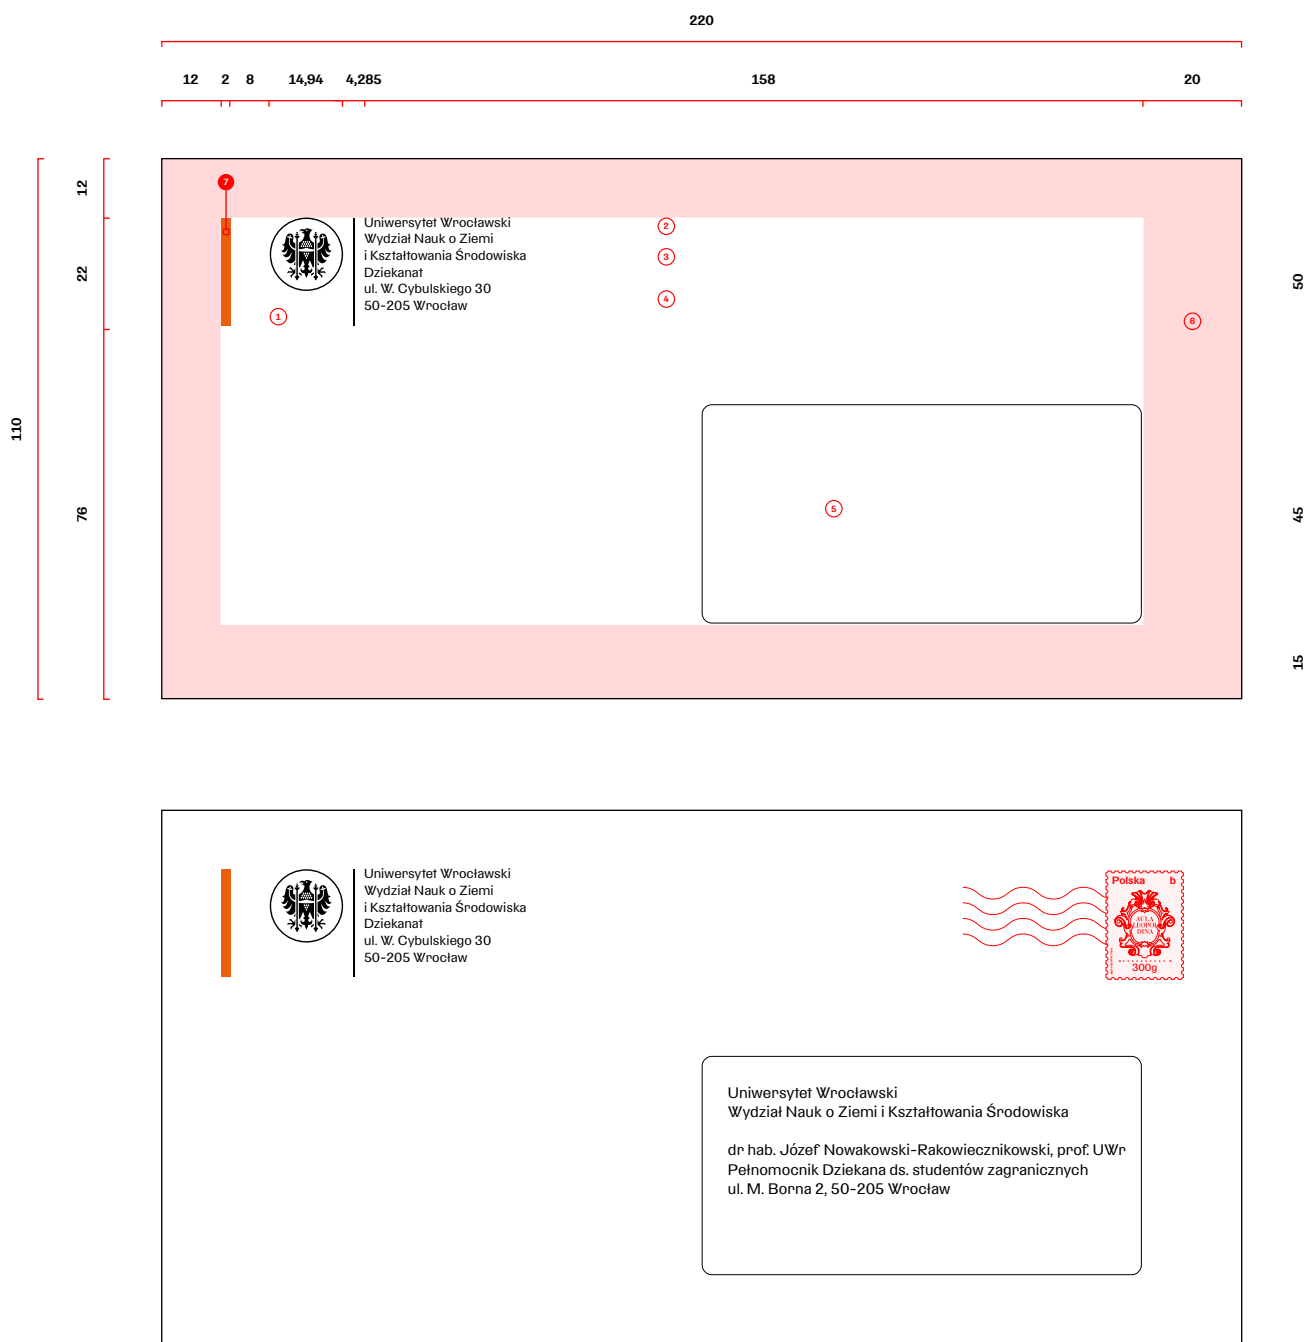 220
12 2 8 14,94 4,285 158 20
12
22
76
110
50
45
15
7
Uniwersytet Wrocławski
Wydział Nauk o Ziemi
i Kształtowania Środowiska
Dziekanat
ul. W. Cybulskiego 30
50-205 Wrocław
1
2
3
4
5
6
Uniwersytet Wrocławski
Wydział Nauk o Ziemi
i Kształtowania Środowiska
Dziekanat
ul. W. Cybulskiego 30
50-205 Wrocław
Polska b
AULA
LEOPOL
DINA
300g
Uniwersytet Wrocławski
Wydział Nauk o Ziemi i Kształtowania Środowiska
dr hab. Józef Nowakowski-Rakowiecznikowski, prof. UWr
Pełnomocnik Dziekana ds. studentów zagranicznych
ul. M. Borna 2, 50-205 Wrocław